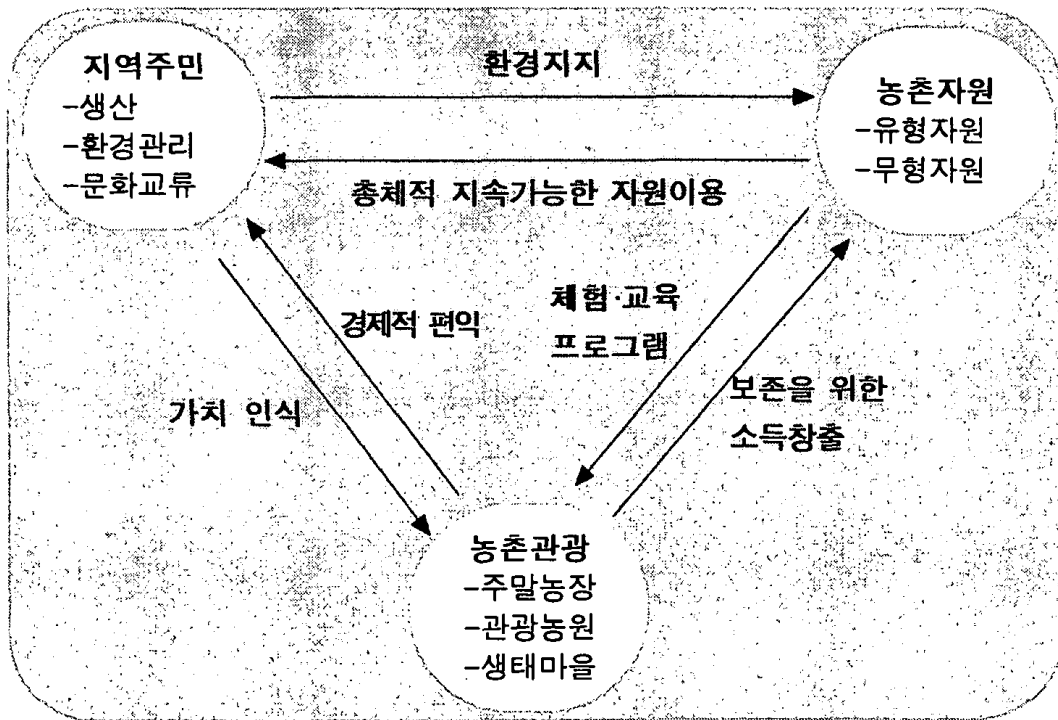 지역주민
-생산
-환경관리
-문화교류
환경지지
농촌자원
-유형자원
-무형자원
총체적 지속가능한 자원이용
경제적 편익
가치 인식
체험·교육
프로그램
보존을 위한
소득창출
농촌관광
-주말농장
-관광농원
-생태마을